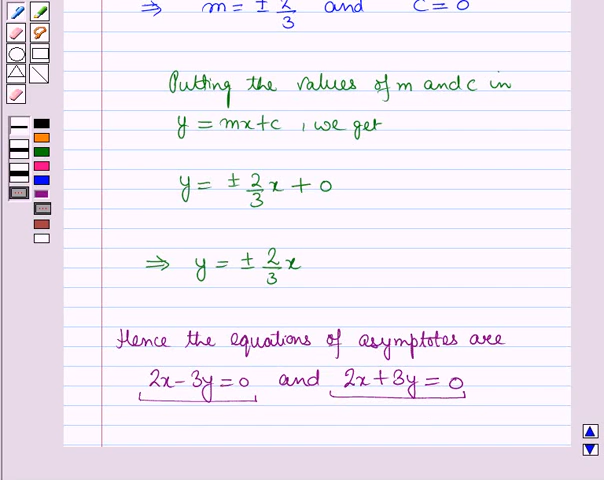 ⇒ m = ± 2/3 and c = 0
Putting the values of m and c in
y = mx+c , we get
y = ± 2/3 x + 0
⇒ y = ± 2/3 x
Hence the equations of asymptotes are
2x - 3y = 0 and 2x + 3y = 0